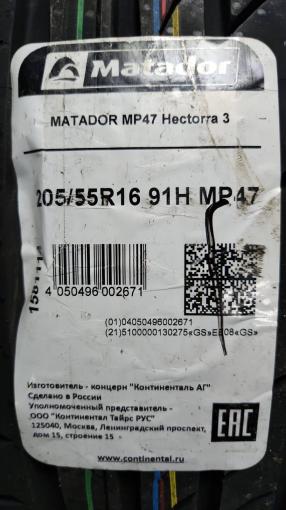 Matador
MATADOR MP47 Hectorra 3
205/55R16 91H MP47
4 050496 002671
(01)04050496002671
(21)5100000130275«GS»EE08«GS»
Изготовитель - концерн "Континенталь АГ"
Сделано в России
Уполномоченный представитель -
ООО "Континентал Тайрс РУС"
125040, Москва, Ленинградский проспект,
дом 15, строение 15
EAC
www.continental.ru